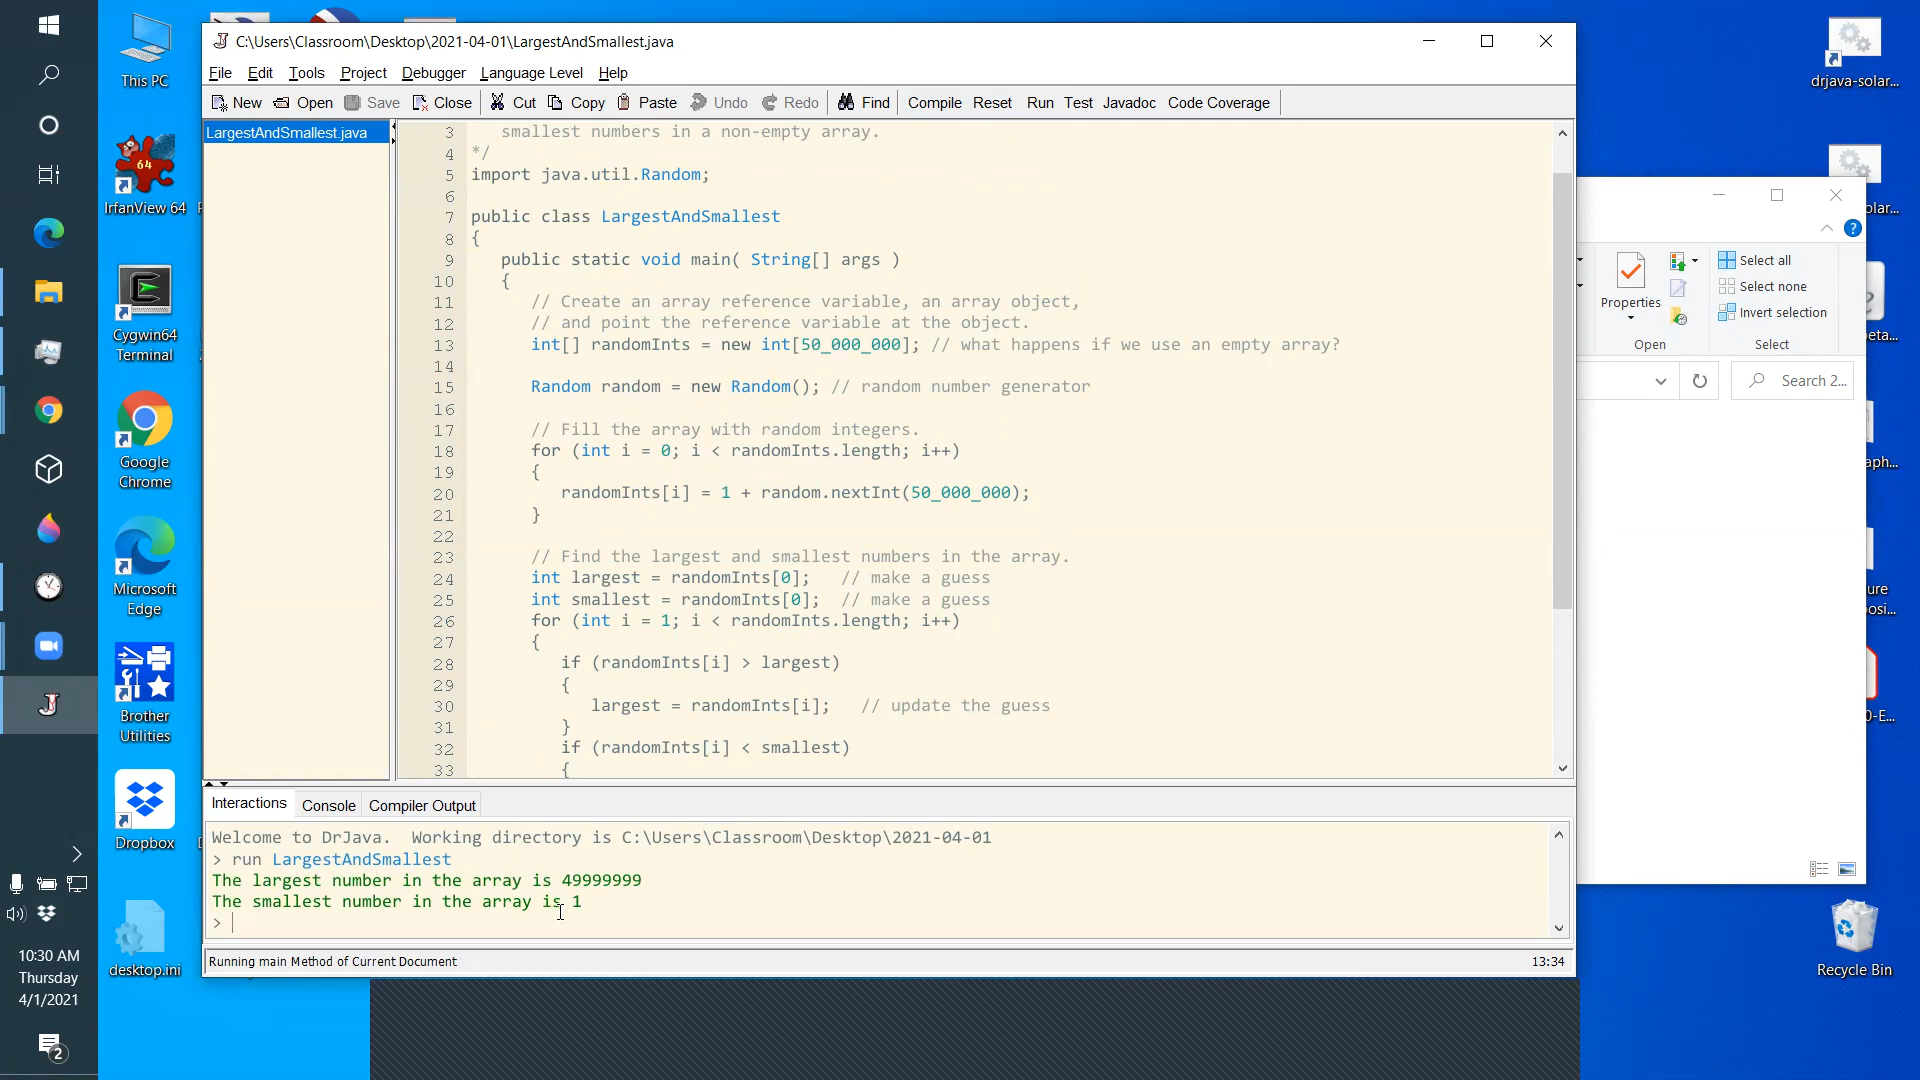 C:\Users\Classroom\Desktop\2021-04-01\LargestAndSmallest.java
File Edit Tools Project Debugger Language Level Help
New Open Save Close Cut Copy Paste Undo Redo Find Compile Reset Run Test Javadoc Code Coverage
LargestAndSmallest.java
3 smallest numbers in a non-empty array.
4 */
5 import java.util.Random;
6
7 public class LargestAndSmallest
8 {
9 public static void main( String[] args )
10 {
11 // Create an array reference variable, an array object,
12 // and point the reference variable at the object.
13 int[] randomInts = new int[50_000_000]; // what happens if we use an empty array?
14
15 Random random = new Random(); // random number generator
16
17 // Fill the array with random integers.
18 for (int i = 0; i < randomInts.length; i++)
19 {
20 randomInts[i] = 1 + random.nextInt(50_000_000);
21 }
22
23 // Find the largest and smallest numbers in the array.
24 int largest = randomInts[0]; // make a guess
25 int smallest = randomInts[0]; // make a guess
26 for (int i = 1; i < randomInts.length; i++)
27 {
28 if (randomInts[i] > largest)
29 {
30 largest = randomInts[i]; // update the guess
31 }
32 if (randomInts[i] < smallest)
33 {
Interactions Console Compiler Output
Welcome to DrJava. Working directory is C:\Users\Classroom\Desktop\2021-04-01
> run LargestAndSmallest
The largest number in the array is 49999999
The smallest number in the array is 1
>
Running main Method of Current Document 13:34
This PC
64
IrfanView 64
Cygwin64
Terminal
Google
Chrome
Microsoft
Edge
Brother
Utilities
Dropbox
desktop.ini
10:30 AM
Thursday
4/1/2021
2
drjava-solar...
olar...
Properties
Select all
Select none
Invert selection
Open Select
Search 2...
eta...
aph...
ure
osi...
0-E...
Recycle Bin